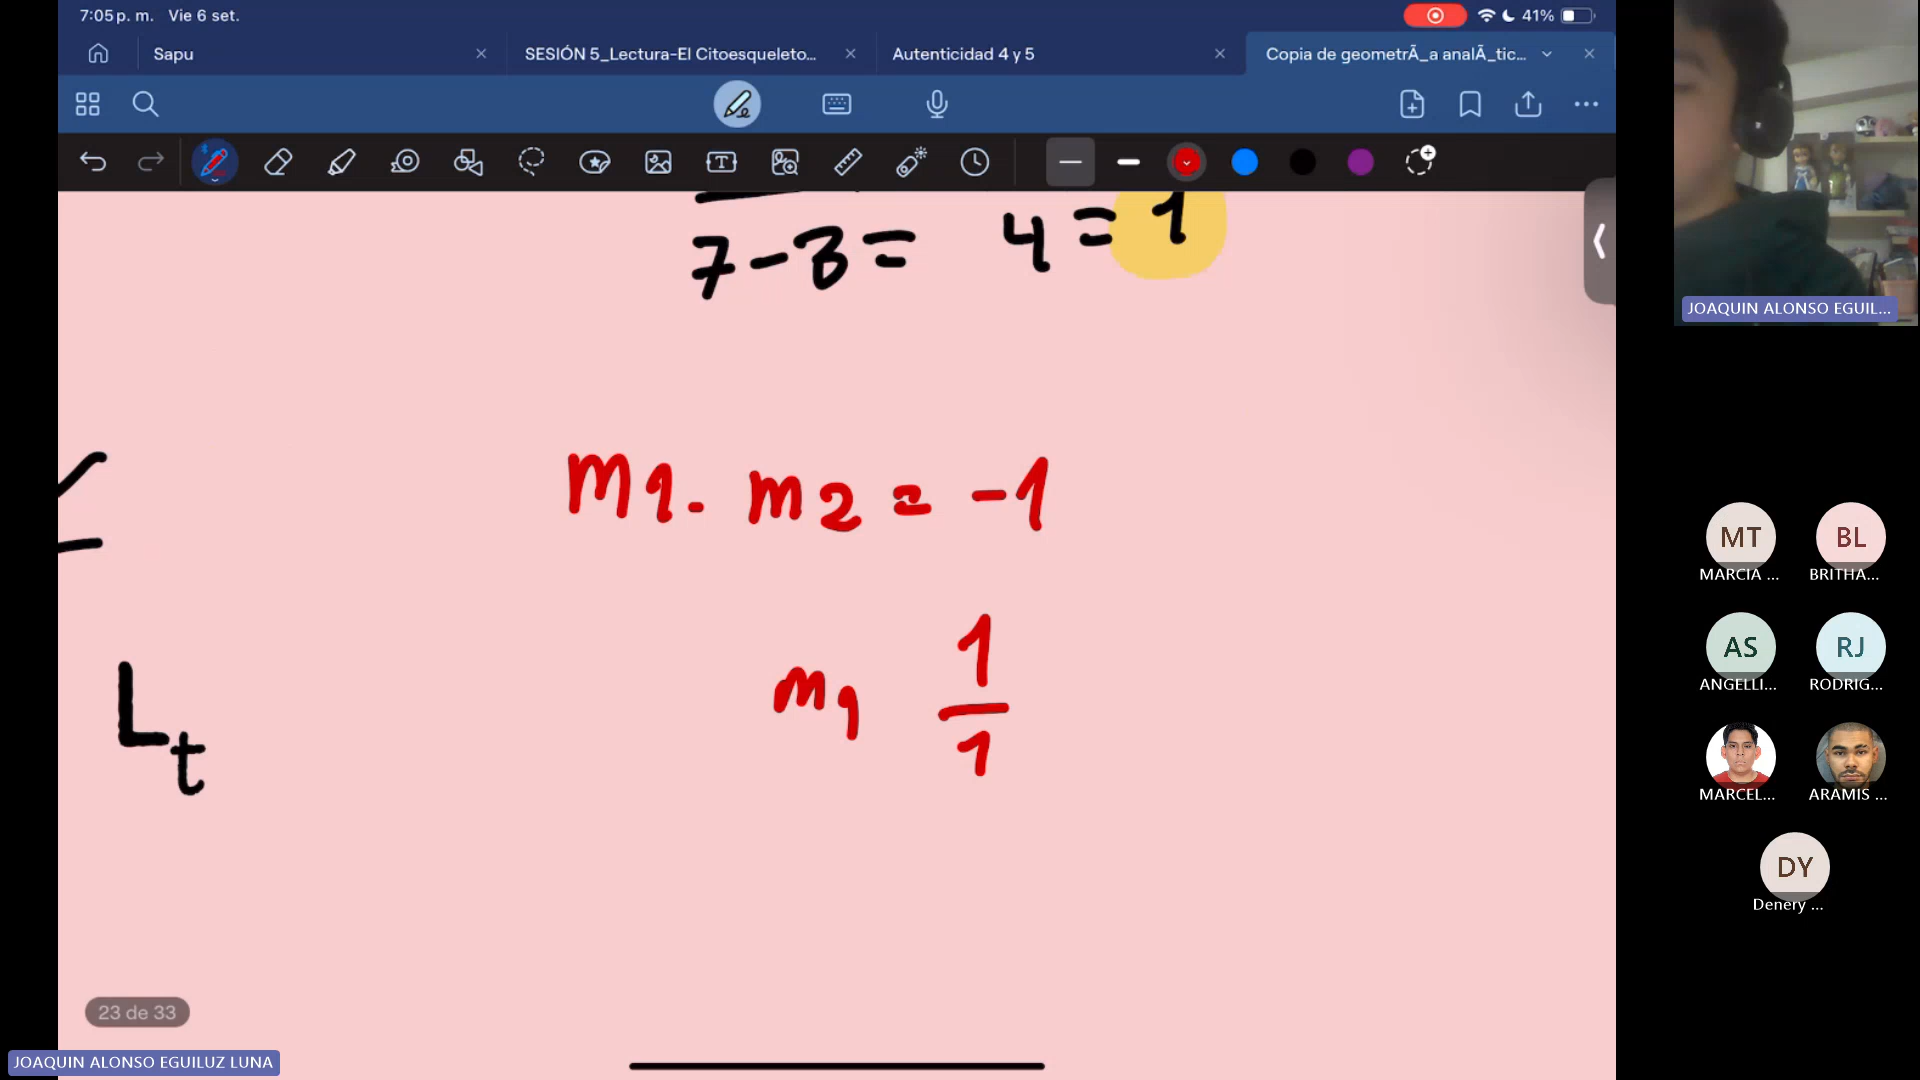 7:05 p. m. Vie 6 set.
41%
Sapu
SESIÓN 5_Lectura-El Citoesqueleto...
Autenticidad 4 y 5
Copia de geometrÃ_a analÃ_tic...
7-3= 4 = 1
m1. m2 = -1
m1 1
1
Lt
23 de 33
JOAQUIN ALONSO EGUILUZ LUNA
JOAQUIN ALONSO EGUIL...
MT
MARCIA ...
BL
BRITHA...
AS
ANGELLI...
RJ
RODRIG...
MARCEL...
ARAMIS ...
DY
Denery ...